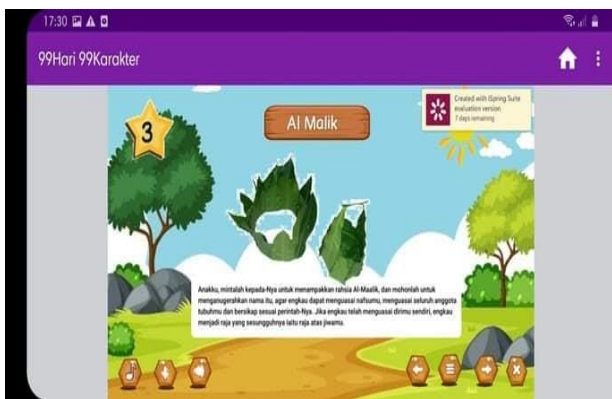 17:30
99Hari 99Karakter
3
Al Malik
Created with iSpring Suite
evaluation version
7 days remaining
Anakku, mintalah kepada-Nya untuk menampakkan rahsia Al-Maalik, dan mohonlah untuk
menganugerahkan nama itu, agar engkau dapat menguasai nafsumu, menguasai seluruh anggota
tubuhmu dan bersikap sesuai perintah-Nya. Jika engkau telah menguasai dirimu sendiri, engkau
menjadi raja yang sesungguhnya iaitu raja atas jiwamu.